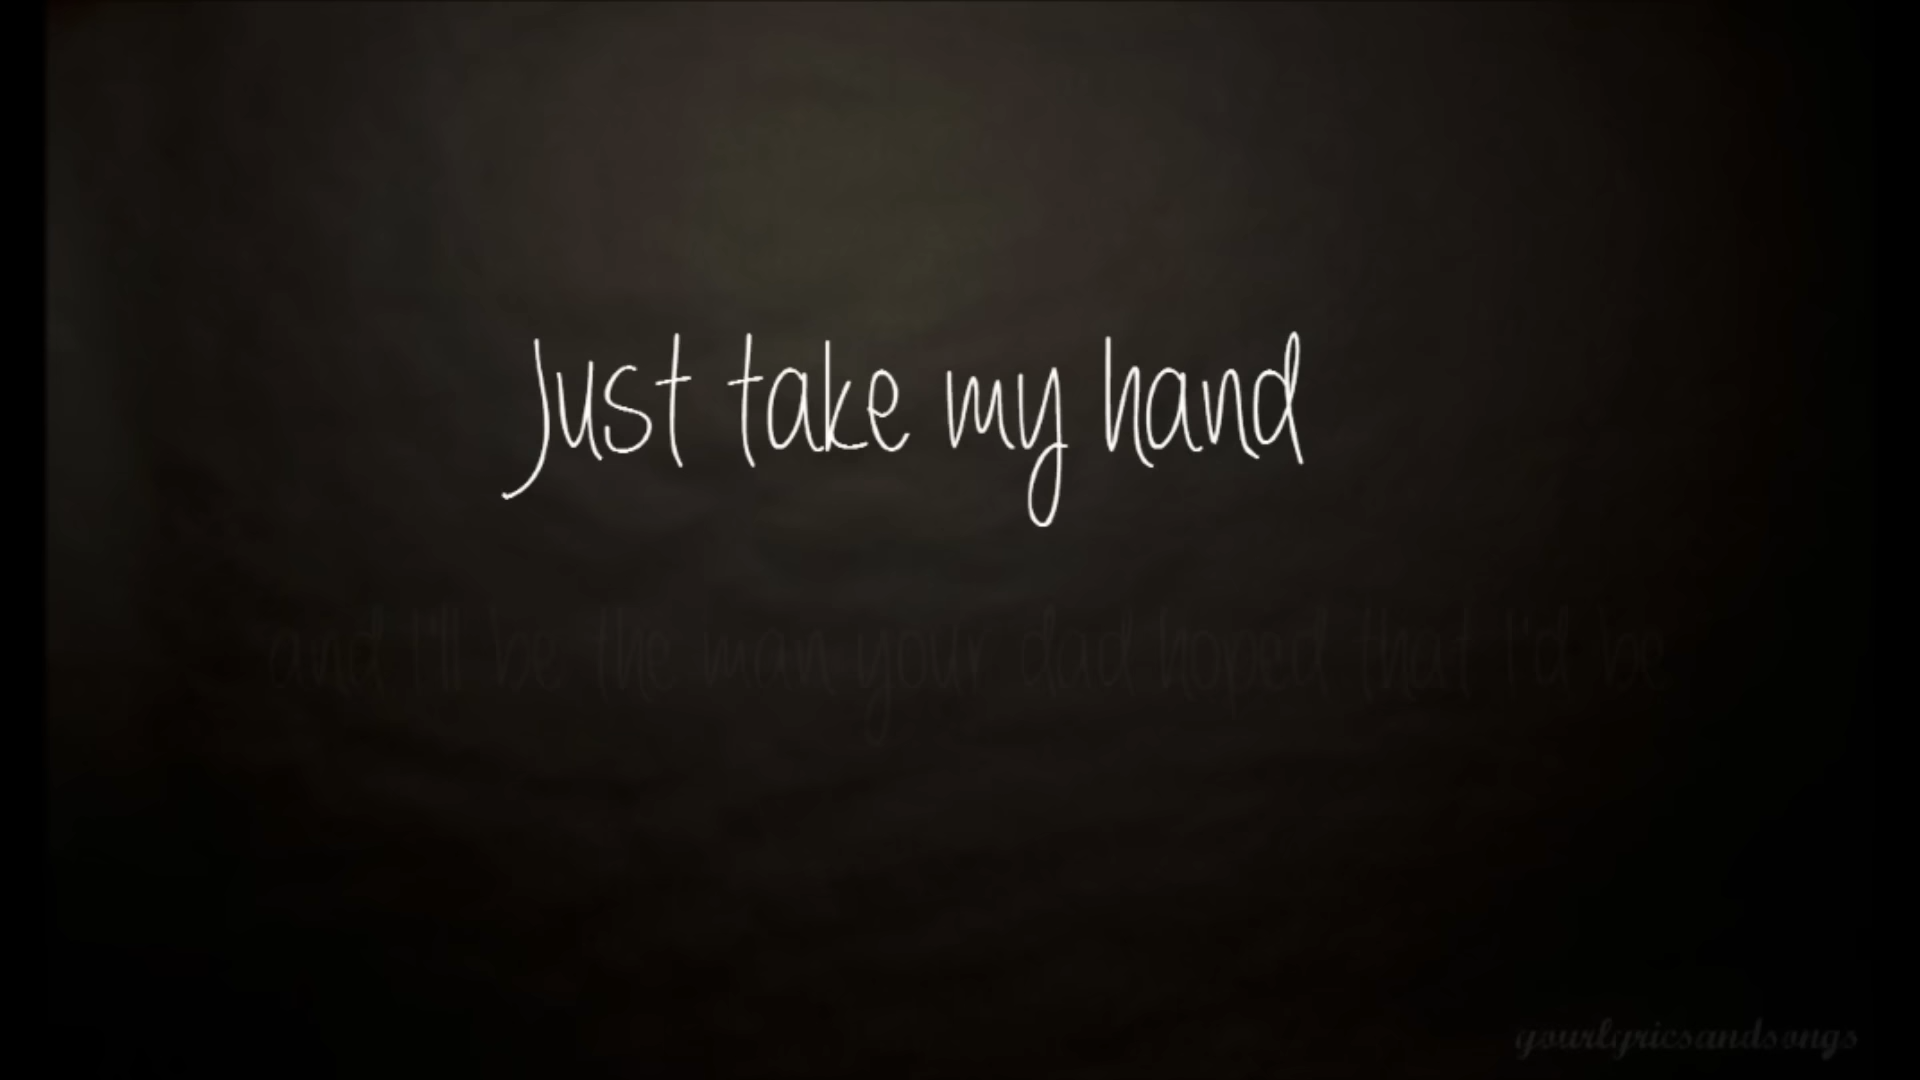 Just take my hand
and I'll be the man your dad hoped that I'd be
yourlyricsandsongs